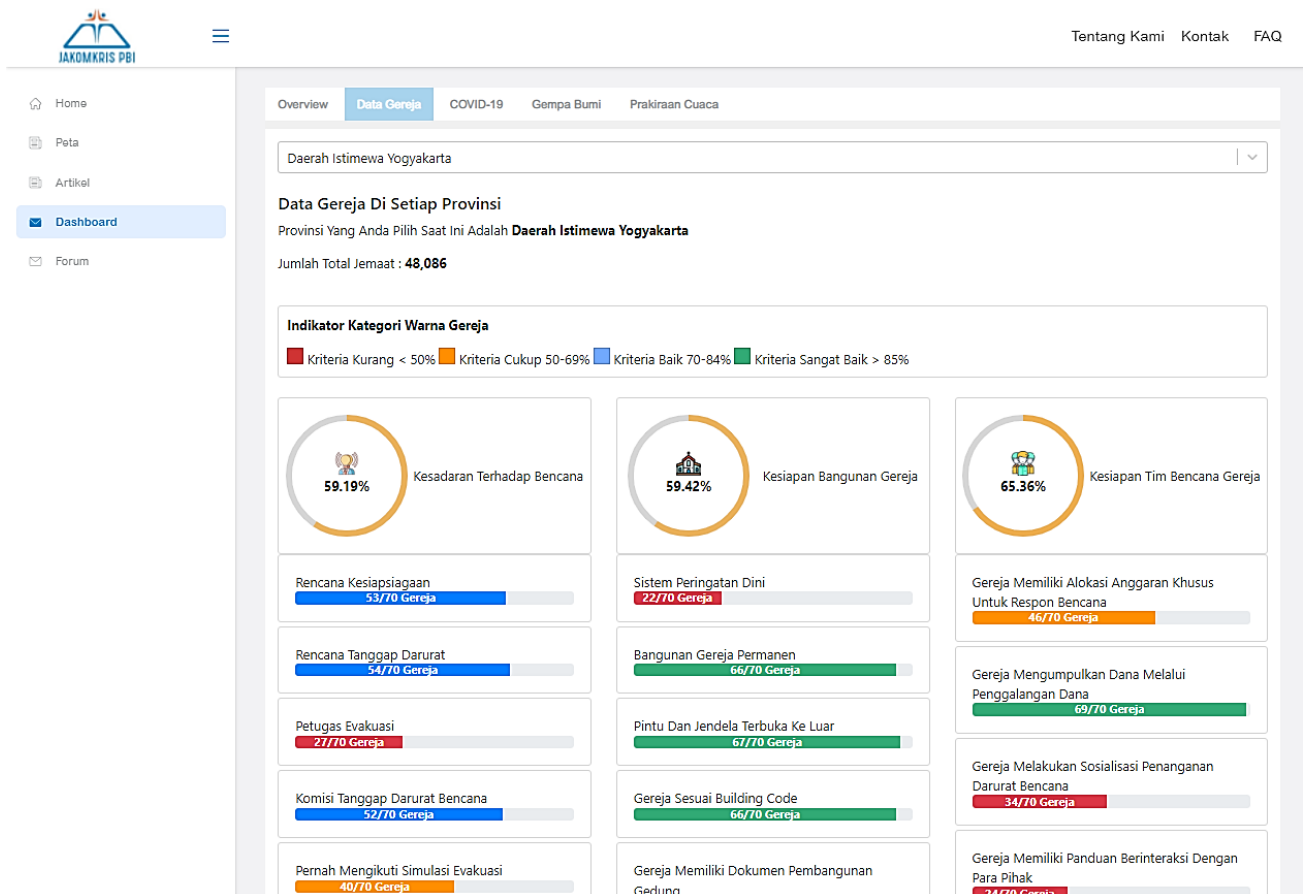 JAKOMKRIS PBI
Tentang Kami Kontak FAQ
Home
Peta
Artikel
Dashboard
Forum
Overview Data Gereja COVID-19 Gempa Bumi Prakiraan Cuaca
Daerah Istimewa Yogyakarta
Data Gereja Di Setiap Provinsi
Provinsi Yang Anda Pilih Saat Ini Adalah Daerah Istimewa Yogyakarta
Jumlah Total Jemaat : 48,086
Indikator Kategori Warna Gereja
Kriteria Kurang < 50% Kriteria Cukup 50-69% Kriteria Baik 70-84% Kriteria Sangat Baik > 85%
59.19%
Kesadaran Terhadap Bencana
Rencana Kesiapsiagaan
53/70 Gereja
Rencana Tanggap Darurat
54/70 Gereja
Petugas Evakuasi
27/70 Gereja
Komisi Tanggap Darurat Bencana
52/70 Gereja
Pernah Mengikuti Simulasi Evakuasi
40/70 Gereja
59.42%
Kesiapan Bangunan Gereja
Sistem Peringatan Dini
22/70 Gereja
Bangunan Gereja Permanen
66/70 Gereja
Pintu Dan Jendela Terbuka Ke Luar
67/70 Gereja
Gereja Sesuai Building Code
66/70 Gereja
Gereja Memiliki Dokumen Pembangunan
Gedung
65.36%
Kesiapan Tim Bencana Gereja
Gereja Memiliki Alokasi Anggaran Khusus
Untuk Respon Bencana
46/70 Gereja
Gereja Mengumpulkan Dana Melalui
Penggalangan Dana
69/70 Gereja
Gereja Melakukan Sosialisasi Penanganan
Darurat Bencana
34/70 Gereja
Gereja Memiliki Panduan Berinteraksi Dengan
Para Pihak
24/70 Gereja